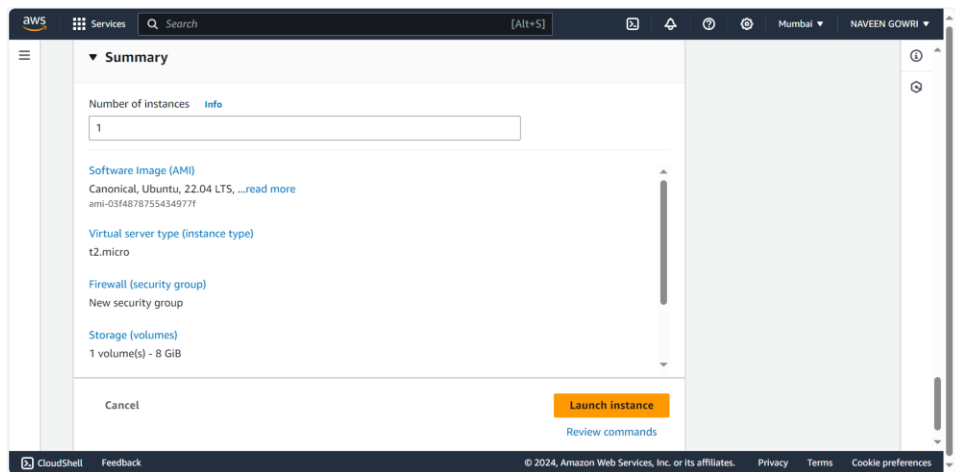 aws Services Search [Alt+S] Mumbai ▼ NAVEEN GOWRI ▼
▼ Summary
Number of instances Info
1
Software Image (AMI)
Canonical, Ubuntu, 22.04 LTS, ...read more
ami-03f4878755434977f
Virtual server type (instance type)
t2.micro
Firewall (security group)
New security group
Storage (volumes)
1 volume(s) - 8 GiB
Cancel Launch instance
Review commands
CloudShell Feedback © 2024, Amazon Web Services, Inc. or its affiliates. Privacy Terms Cookie preferences